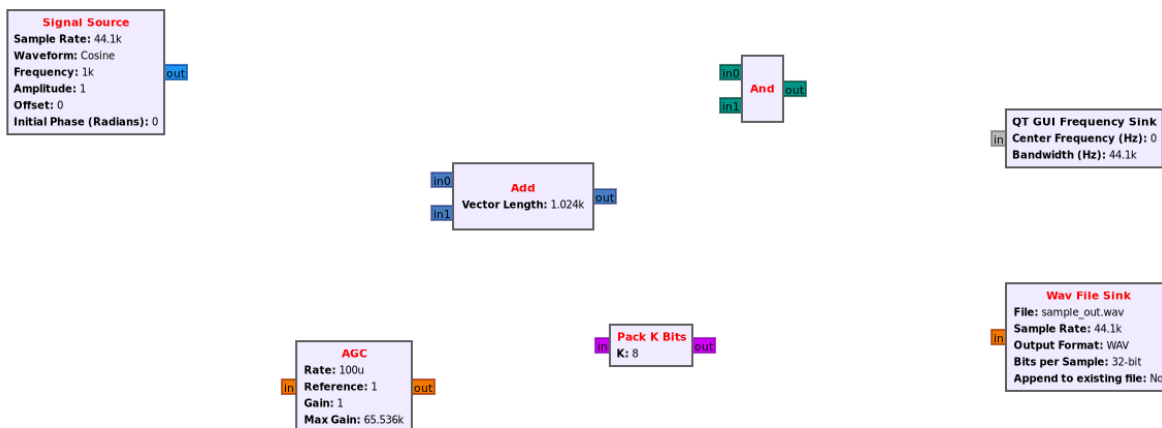 Signal Source
Sample Rate: 44.1k
Waveform: Cosine
Frequency: 1k
Amplitude: 1
Offset: 0
Initial Phase (Radians): 0
out
in0
in1
And
out
QT GUI Frequency Sink
in
Center Frequency (Hz): 0
Bandwidth (Hz): 44.1k
in0
in1
Add
Vector Length: 1.024k
out
Wav File Sink
in
File: sample_out.wav
Sample Rate: 44.1k
Output Format: WAV
Bits per Sample: 32-bit
Append to existing file: No
in
Pack K Bits
K: 8
out
In
AGC
Rate: 100u
Reference: 1
Gain: 1
Max Gain: 65.536k
out